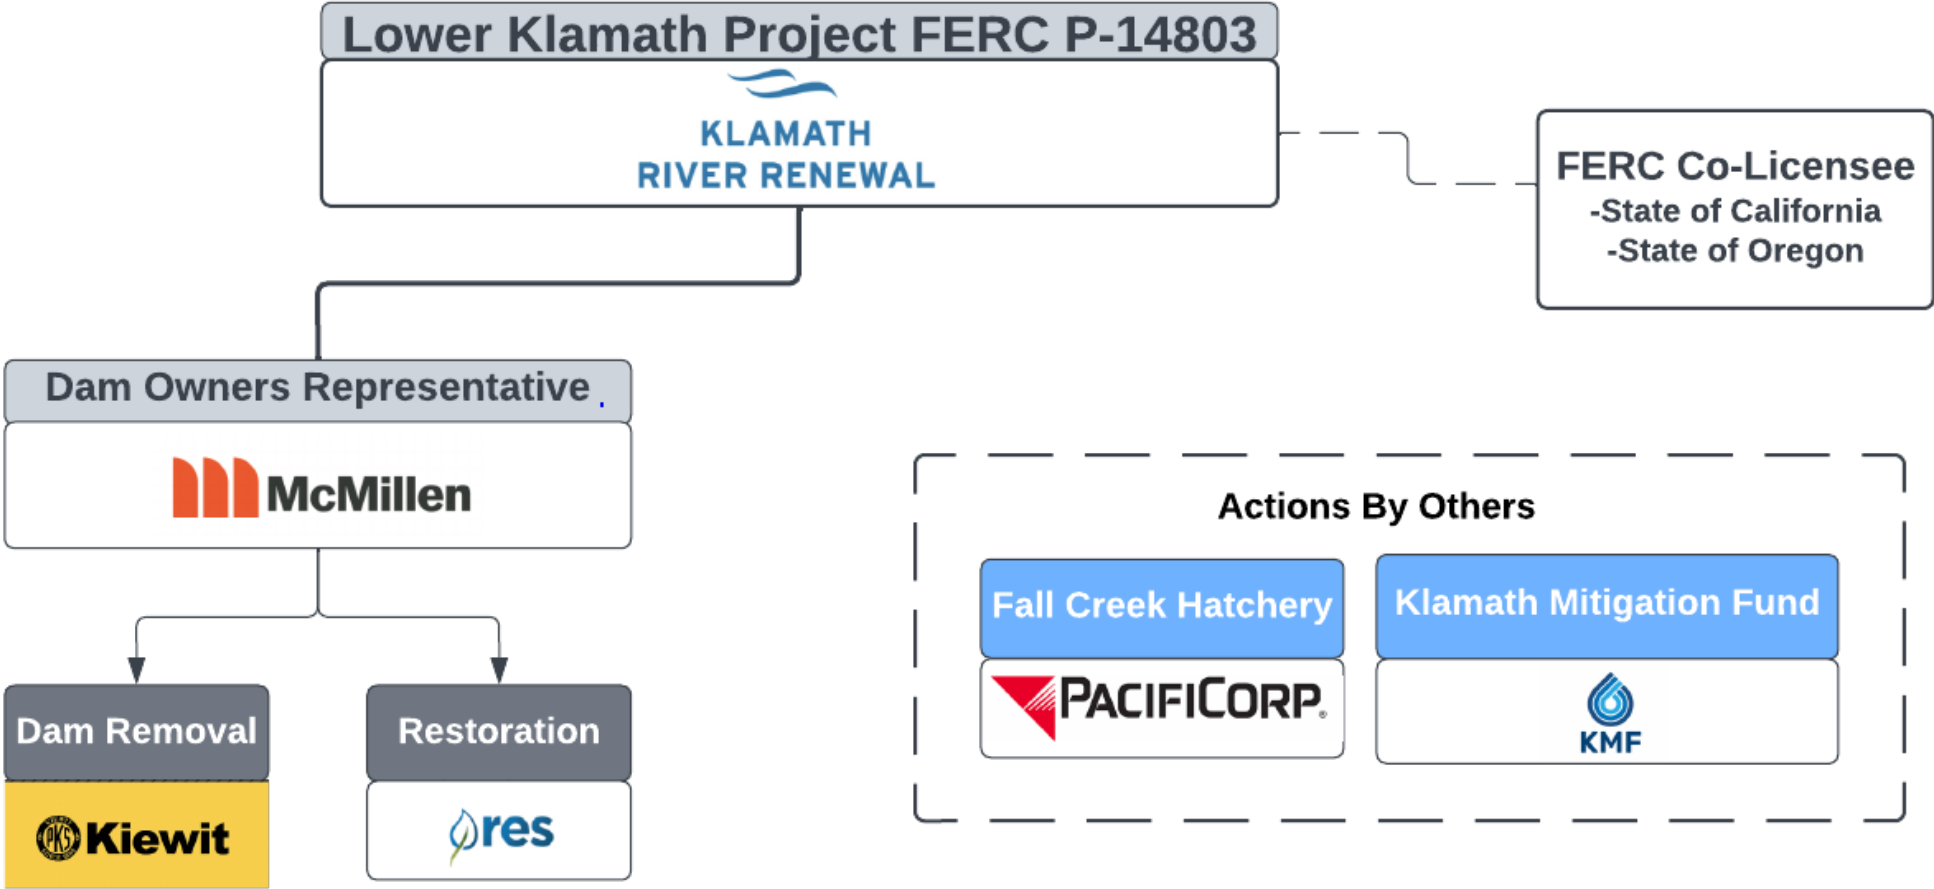 Lower Klamath Project FERC P-14803
KLAMATH
RIVER RENEWAL
FERC Co-Licensee
-State of California
-State of Oregon
Dam Owners Representative .
McMillen
Actions By Others
Fall Creek Hatchery
Klamath Mitigation Fund
PACIFICORP®
KMF
Dam Removal
Restoration
PKS
Kiewit
res